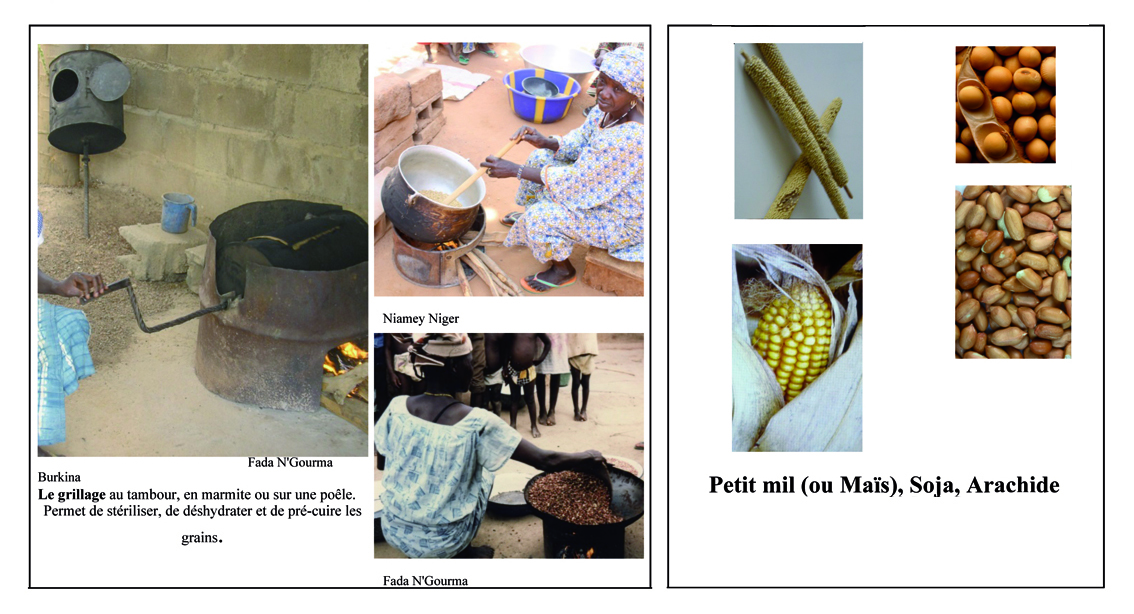 Niamey Niger
Fada N'Gourma
Burkina
Le grillage au tambour, en marmite ou sur une poêle.
Permet de stériliser, de déshydrater et de pré-cuire les
grains.
Fada N'Gourma
Petit mil (ou Maïs), Soja, Arachide